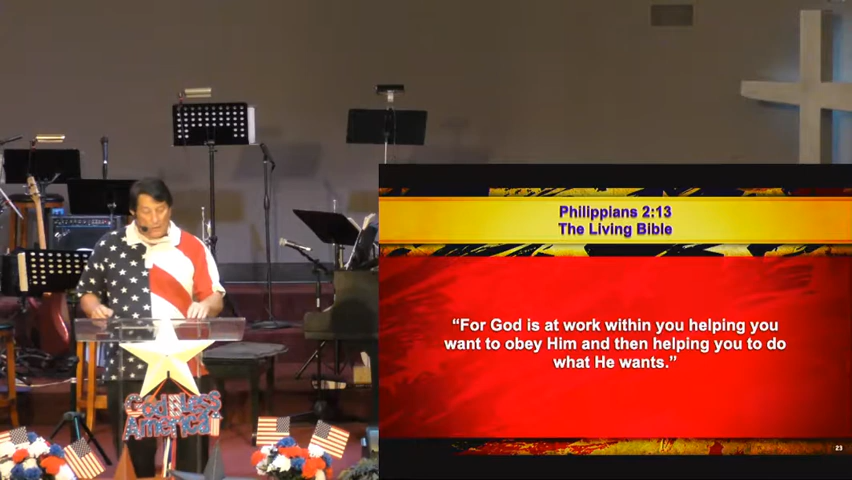 Philippians 2:13
The Living Bible
“For God is at work within you helping you
want to obey Him and then helping you to do
what He wants.”
23
God Bless
America